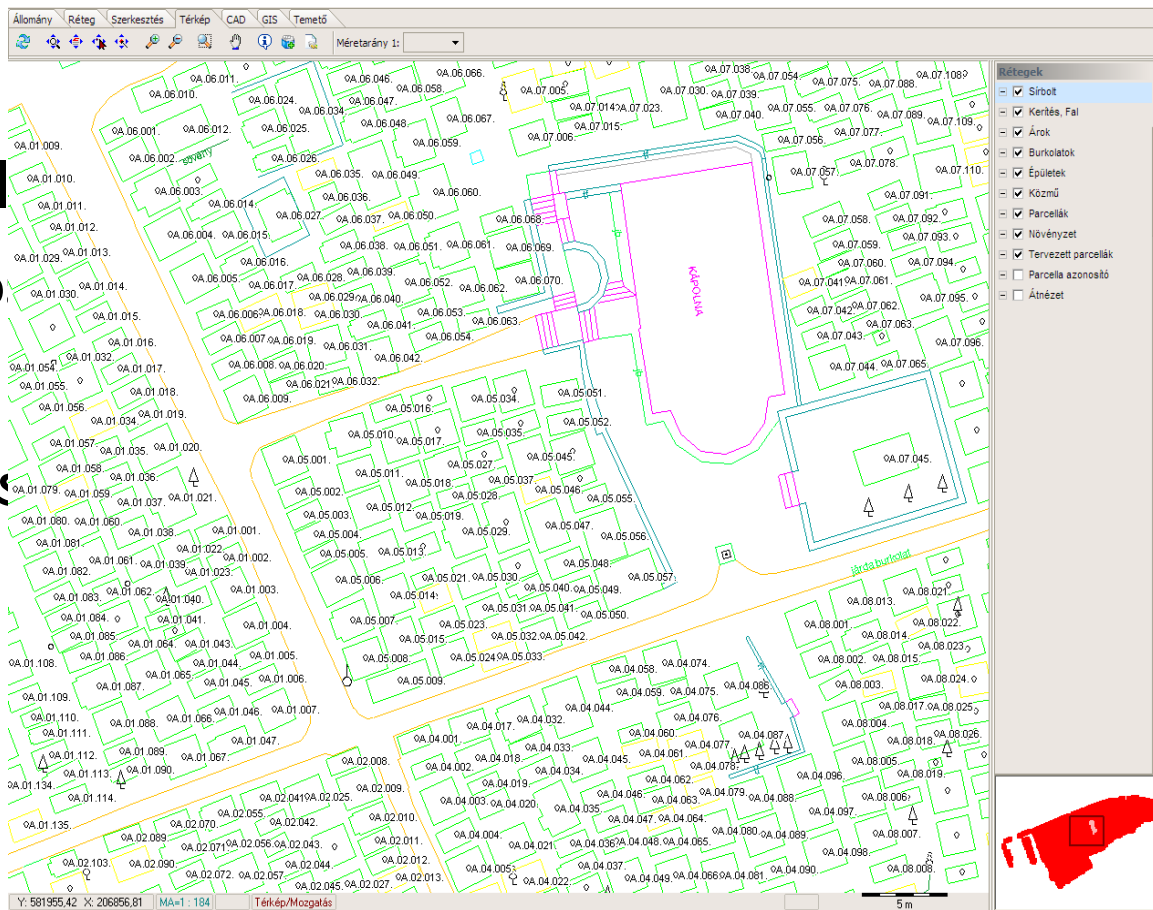 Állomány Réteg Szerkesztés Térkép CAD GIS Temető
Méretarány 1:
Rétegek
Sírbolt
Kerítés, Fal
Árok
Burkolatok
Épületek
Közmű
Parcellák
Növényzet
Tervezett parcellák
Parcella azonosító
Átnézet
A.06.011. A.06.046. A.06.066. A.07.038. A.07.054 A.07.075. A.07.088. A.07.108
A.06.010. A.06.024. A.06.058. A.07.005. A.07.030. A.07.039.
A.06.034. A.06.047. A.07.014 A.07.023. A.07.055. A.07.076.
A.06.001. A.06.012. A.06.025. A.06.048. A.06.067. A.07.015. A.07.040. A.07.089. A.07.109.
A.01.009. A.06.059. A.07.006. A.07.056. A.07.077.
A.06.002. sövény A.06.026. A.07.078.
A.01.010. A.06.003. A.06.035. A.06.049. A.07.057. A.07.110.
A.01.011. A.06.014. A.06.036. A.06.060. A.07.091.
A.01.012. A.06.027. A.06.037. A.06.050. A.06.068. A.07.058. A.07.092.
A.06.004. A.06.015. A.07.093.
A.01.029 A.01.013. A.06.038. A.06.051. A.06.061. A.06.069. A.07.059.
A.06.016. A.07.060. A.07.094.
A.01.030. A.01.014. A.06.005. A.06.017. A.06.028. A.06.039. A.06.052. A.06.062. A.06.070. A.07.041 A.07.061.
KÁPOLNA
A.06.029 A.06.040. A.07.095.
A.01.015. A.06.006 A.06.018. A.06.030. A.06.053. A.06.063. A.07.042 A.07.062.
A.06.041. A.07.063.
A.01.016. A.06.007 A.06.019. A.06.031. A.06.054. A.07.043. A.07.096.
A.01.054. A.01.032. A.01.017. A.06.008. A.06.020. A.06.042. A.07.044. A.07.065.
A.01.055. A.01.018. A.06.021 A.06.032.
A.01.056. A.01.019. A.06.009. A.05.016. A.05.034. A.05.051.
A.01.034. A.05.052.
A.01.057. A.01.035. A.01.020. A.05.010. A.05.017. A.05.035.
A.01.058. A.05.001. A.05.027. A.05.045 A.07.045.
A.01.036. A.05.011. A.05.018. A.05.037.
A.01.079. A.01.059. A.01.037. A.01.021. A.05.002. A.05.028. A.05.046 A.05.055.
A.01.080. A.01.060. A.05.003. A.05.012. A.05.019.
A.01.081. A.01.038. A.01.001. A.05.004. A.05.029. A.05.047 A.05.056.
A.01.061. A.01.022. A.01.002. A.05.005. A.05.013.
A.01.082. A.01.039. A.01.023. A.05.048. járda burkolat
A.01.083. A.01.062. A.01.040. A.01.003. A.05.006. A.05.021. A.05.030. A.05.057.
A.05.014 A.05.040. A.05.049. A.08.013. A.08.021.
A.01.084. A.01.041. A.01.004. A.05.007. A.05.031 A.05.041. A.05.050. A.08.001. A.08.022.
A.01.085. A.01.064. A.01.043. A.05.015. A.05.023. A.05.032. A.05.042. A.08.014. A.08.023
A.01.108. A.01.086. A.01.044. A.01.005. A.05.008. A.05.024 A.05.033. A.04.058. A.04.074. A.08.002. A.08.015.
A.01.109. A.01.087. A.01.065. A.01.045. A.01.006. A.05.009. A.04.059. A.04.075. A.04.086. A.08.003. A.08.024.
A.01.110. A.01.088. A.01.066. A.01.046. A.01.007. A.04.017. A.04.032. A.04.044. A.04.076. A.08.004. A.08.017 A.08.025
A.01.111. A.04.001. A.04.060. A.04.077 A.04.087. A.08.018. A.08.026.
A.01.112. A.01.089. A.01.067. A.01.047. A.04.002. A.04.018. A.04.033. A.04.045. A.04.061 A.04.078. A.08.005.
A.01.134. A.01.113. A.01.090. A.02.008. A.04.019. A.04.034. A.04.062. A.04.096. A.08.019.
A.01.114. A.02.041 A.02.025. A.02.009. A.04.003. A.04.020. A.04.035. A.04.046. A.04.063. A.04.079. A.04.088. A.08.006
A.01.135. A.02.070. A.02.055. A.02.042. A.02.010. A.04.047. A.04.064. A.04.097.
A.02.089. A.02.071 A.02.056. A.02.043. A.02.011. A.04.004. A.04.021. A.04.036 A.04.048. A.04.065. A.04.080 A.04.089. A.08.007.
A.02.103. A.02.090. A.02.044. A.02.012. A.04.005 A.04.037. A.04.098.
A.02.072. A.02.057. A.02.045 A.02.027. A.02.013. A.04.022. A.04.049. A.04.066 A.04.081. A.04.090. A.08.008.
Y: 581955,42 X: 206856,81 MA=1 : 184 Térkép/Mozgatás 5 m